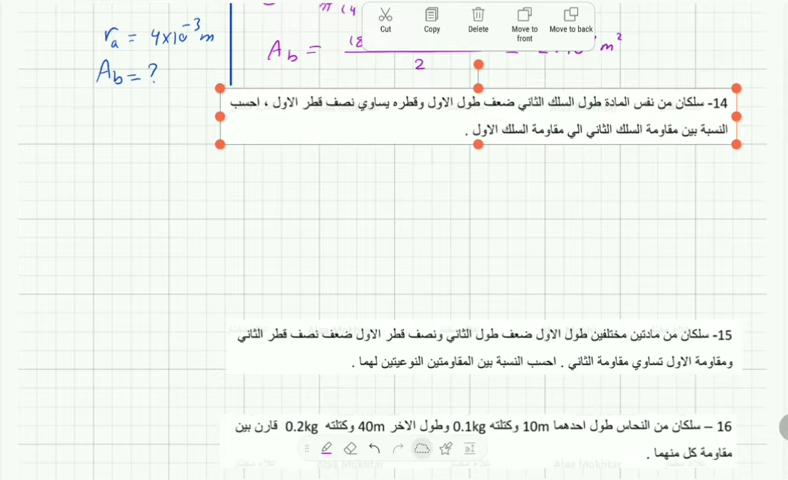 Cut
Copy
Delete
Move to front
Move to back
rₐ = 4×10⁻³ m
A_b = ?
π (4
A_b = (8
2
m²
14- سلكان من نفس المادة طول السلك الثاني ضعف طول الاول وقطره يساوي نصف قطر الاول ، احسب
النسبة بين مقاومة السلك الثاني الي مقاومة السلك الاول .
15- سلكان من مادتين مختلفين طول الاول ضعف طول الثاني ونصف قطر الاول ضعف نصف قطر الثاني
ومقاومة الاول تساوي مقاومة الثاني . احسب النسبة بين المقاومتين النوعيتين لهما .
16 – سلكان من النحاس طول احدهما 10m وكتلته 0.1kg وطول الاخر 40m وكتلته 0.2kg قارن بين
مقاومة كل منهما .